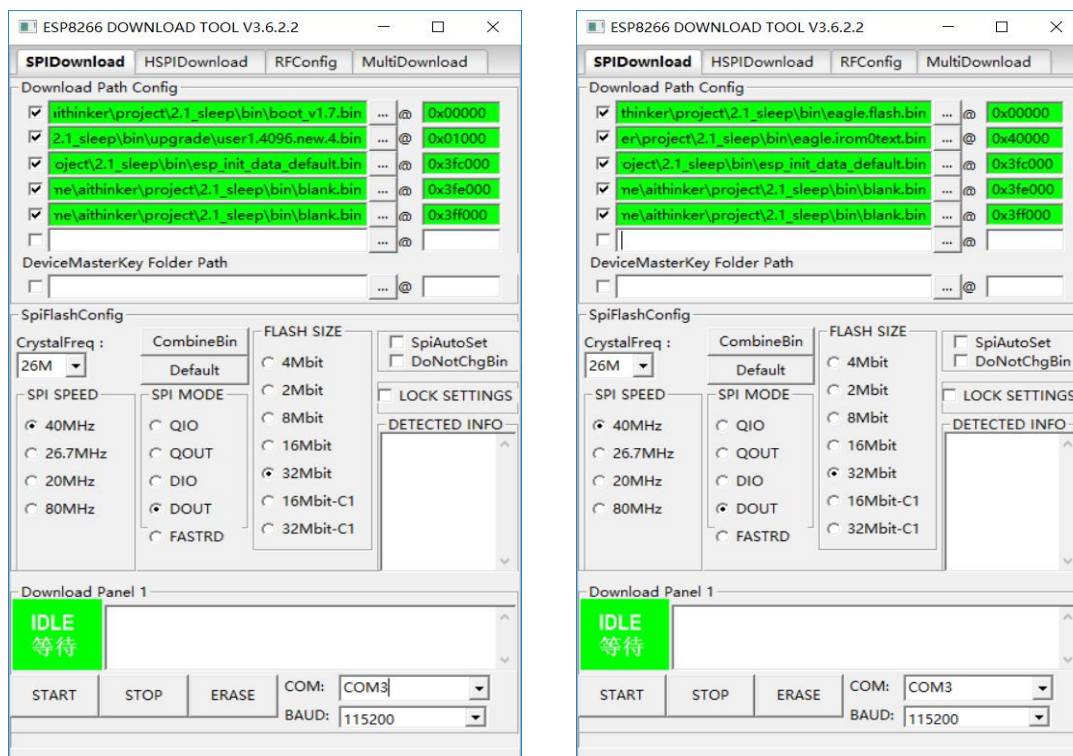 ESP8266 DOWNLOAD TOOL V3.6.2.2
SPIDownload HSPIDownload RFConfig MultiDownload
Download Path Config
aithinker\project\2.1_sleep\bin\boot_v1.7.bin ... @ 0x00000
2.1_sleep\bin\upgrade\user1.4096.new.4.bin ... @ 0x01000
oject\2.1_sleep\bin\esp_init_data_default.bin ... @ 0x3fc000
me\aithinker\project\2.1_sleep\bin\blank.bin ... @ 0x3fe000
me\aithinker\project\2.1_sleep\bin\blank.bin ... @ 0x3ff000
... @
DeviceMasterKey Folder Path
... @
SpiFlashConfig
CrystalFreq :
26M
CombineBin
Default
SPI SPEED
40MHz
26.7MHz
20MHz
80MHz
SPI MODE
QIO
QOUT
DIO
DOUT
FASTRD
FLASH SIZE
4Mbit
2Mbit
8Mbit
16Mbit
32Mbit
16Mbit-C1
32Mbit-C1
SpiAutoSet
DoNotChgBin
LOCK SETTINGS
DETECTED INFO
Download Panel 1
IDLE
等待
START STOP ERASE
COM: COM3
BAUD: 115200
ESP8266 DOWNLOAD TOOL V3.6.2.2
SPIDownload HSPIDownload RFConfig MultiDownload
Download Path Config
thinker\project\2.1_sleep\bin\eagle.flash.bin ... @ 0x00000
er\project\2.1_sleep\bin\eagle.irom0text.bin ... @ 0x40000
oject\2.1_sleep\bin\esp_init_data_default.bin ... @ 0x3fc000
me\aithinker\project\2.1_sleep\bin\blank.bin ... @ 0x3fe000
me\aithinker\project\2.1_sleep\bin\blank.bin ... @ 0x3ff000
... @
DeviceMasterKey Folder Path
... @
SpiFlashConfig
CrystalFreq :
26M
CombineBin
Default
SPI SPEED
40MHz
26.7MHz
20MHz
80MHz
SPI MODE
QIO
QOUT
DIO
DOUT
FASTRD
FLASH SIZE
4Mbit
2Mbit
8Mbit
16Mbit
32Mbit
16Mbit-C1
32Mbit-C1
SpiAutoSet
DoNotChgBin
LOCK SETTINGS
DETECTED INFO
Download Panel 1
IDLE
等待
START STOP ERASE
COM: COM3
BAUD: 115200